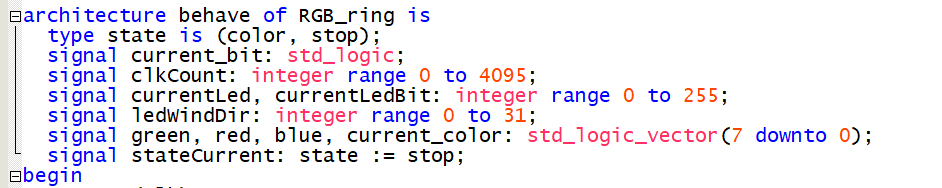 architecture behave of RGB_ring is
type state is (color, stop);
signal current_bit: std_logic;
signal clkCount: integer range 0 to 4095;
signal currentLed, currentLedBit: integer range 0 to 255;
signal ledWindDir: integer range 0 to 31;
signal green, red, blue, current_color: std_logic_vector(7 downto 0);
signal stateCurrent: state := stop;
begin